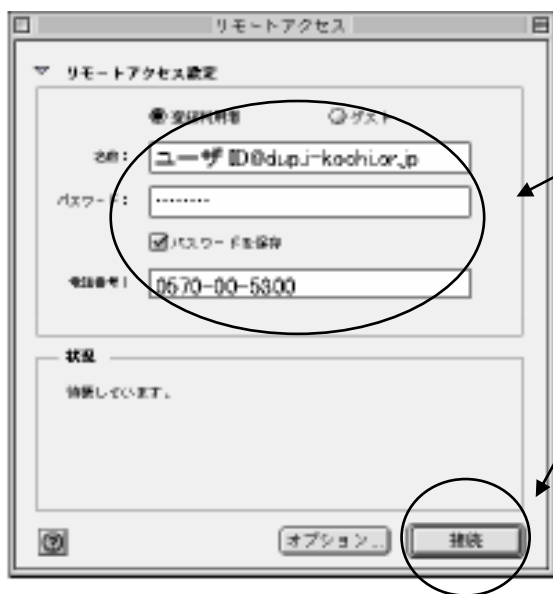 リモートアクセス
リモートアクセス設定
登録利用者 ゲスト
名前: ユーザID@dup.i-kochi.or.jp
パスワード: ••••••••
パスワードを保存
電話番号: 0570-00-5300
状況
待機しています。
オプション... 接続